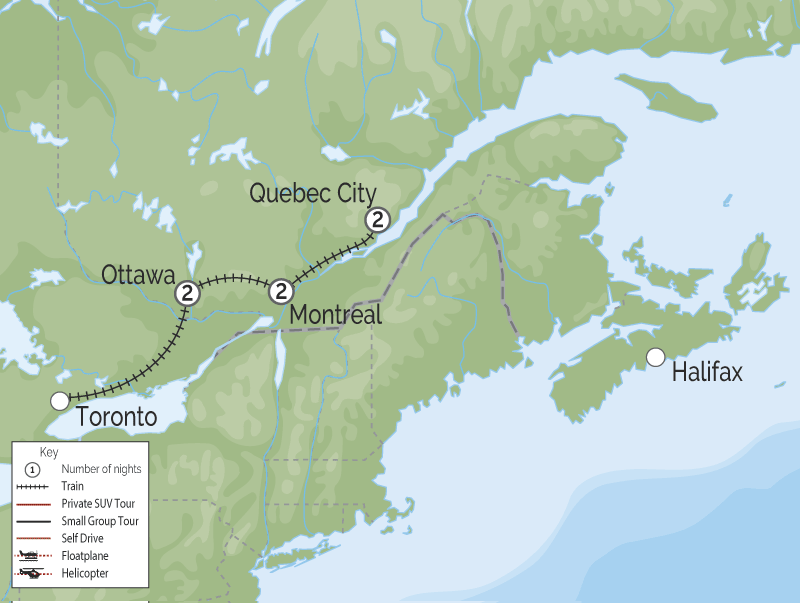 Quebec City
2
Ottawa
2
2
Montreal
Halifax
Toronto
Key
1 Number of nights
Train
Private SUV Tour
Small Group Tour
Self Drive
Floatplane
Helicopter